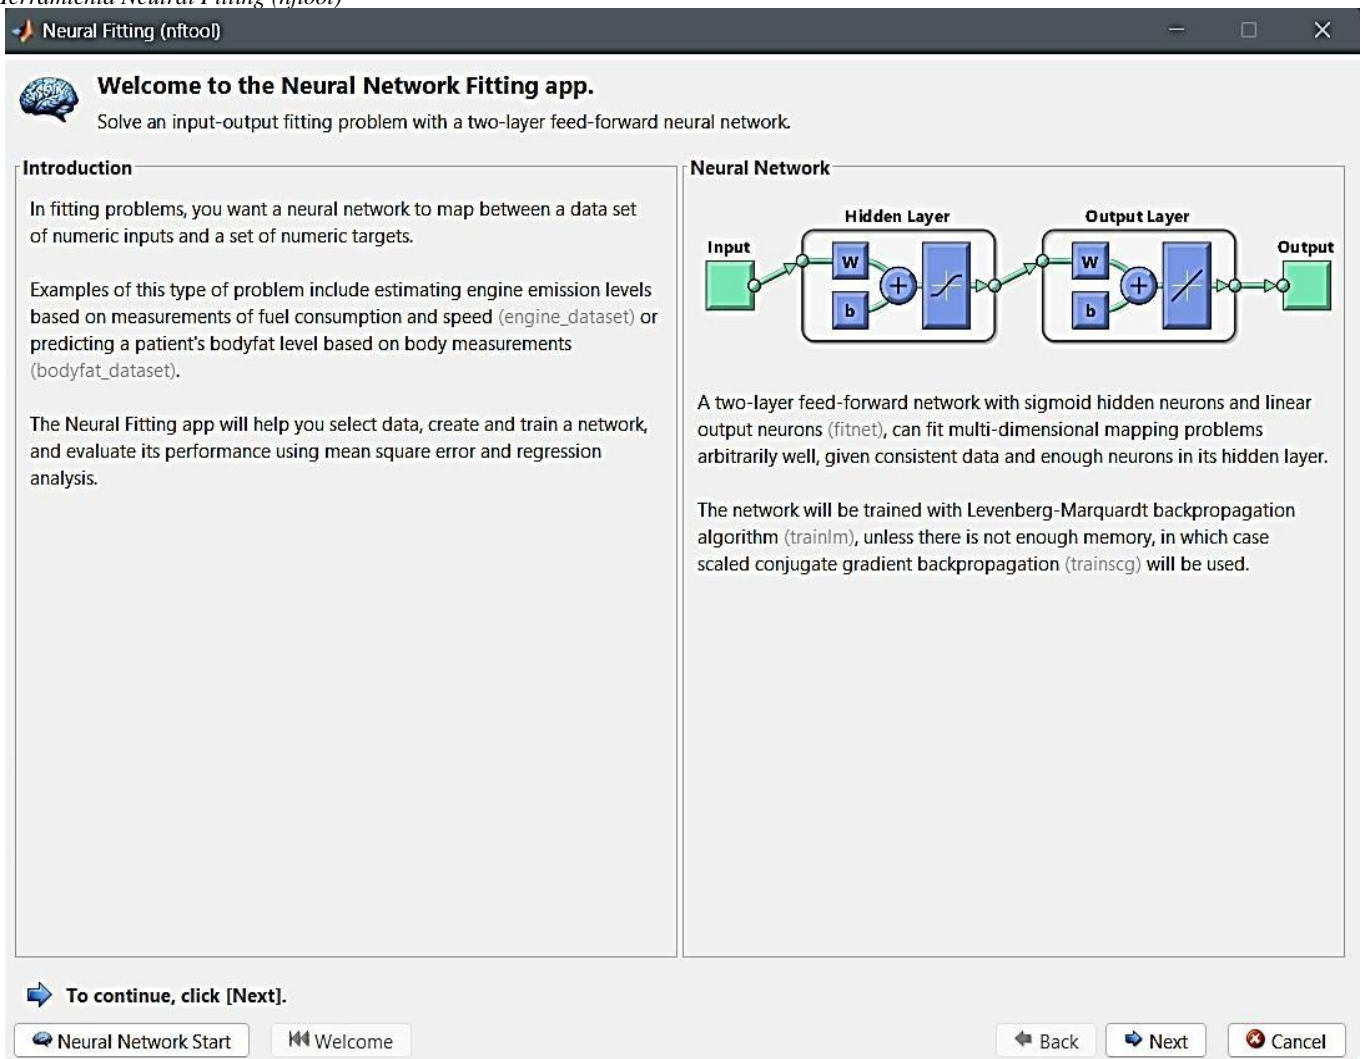 Herramienta Neural Fitting (nftool)
Neural Fitting (nftool)
Welcome to the Neural Network Fitting app.
Solve an input-output fitting problem with a two-layer feed-forward neural network.
Introduction
In fitting problems, you want a neural network to map between a data set
of numeric inputs and a set of numeric targets.
Examples of this type of problem include estimating engine emission levels
based on measurements of fuel consumption and speed (engine_dataset) or
predicting a patient's bodyfat level based on body measurements
(bodyfat_dataset).
The Neural Fitting app will help you select data, create and train a network,
and evaluate its performance using mean square error and regression
analysis.
Neural Network
Hidden Layer
Output Layer
Input
Output
W
b
+
W
b
+
A two-layer feed-forward network with sigmoid hidden neurons and linear
output neurons (fitnet), can fit multi-dimensional mapping problems
arbitrarily well, given consistent data and enough neurons in its hidden layer.
The network will be trained with Levenberg-Marquardt backpropagation
algorithm (trainlm), unless there is not enough memory, in which case
scaled conjugate gradient backpropagation (trainscg) will be used.
To continue, click [Next].
Neural Network Start
Welcome
Back
Next
Cancel